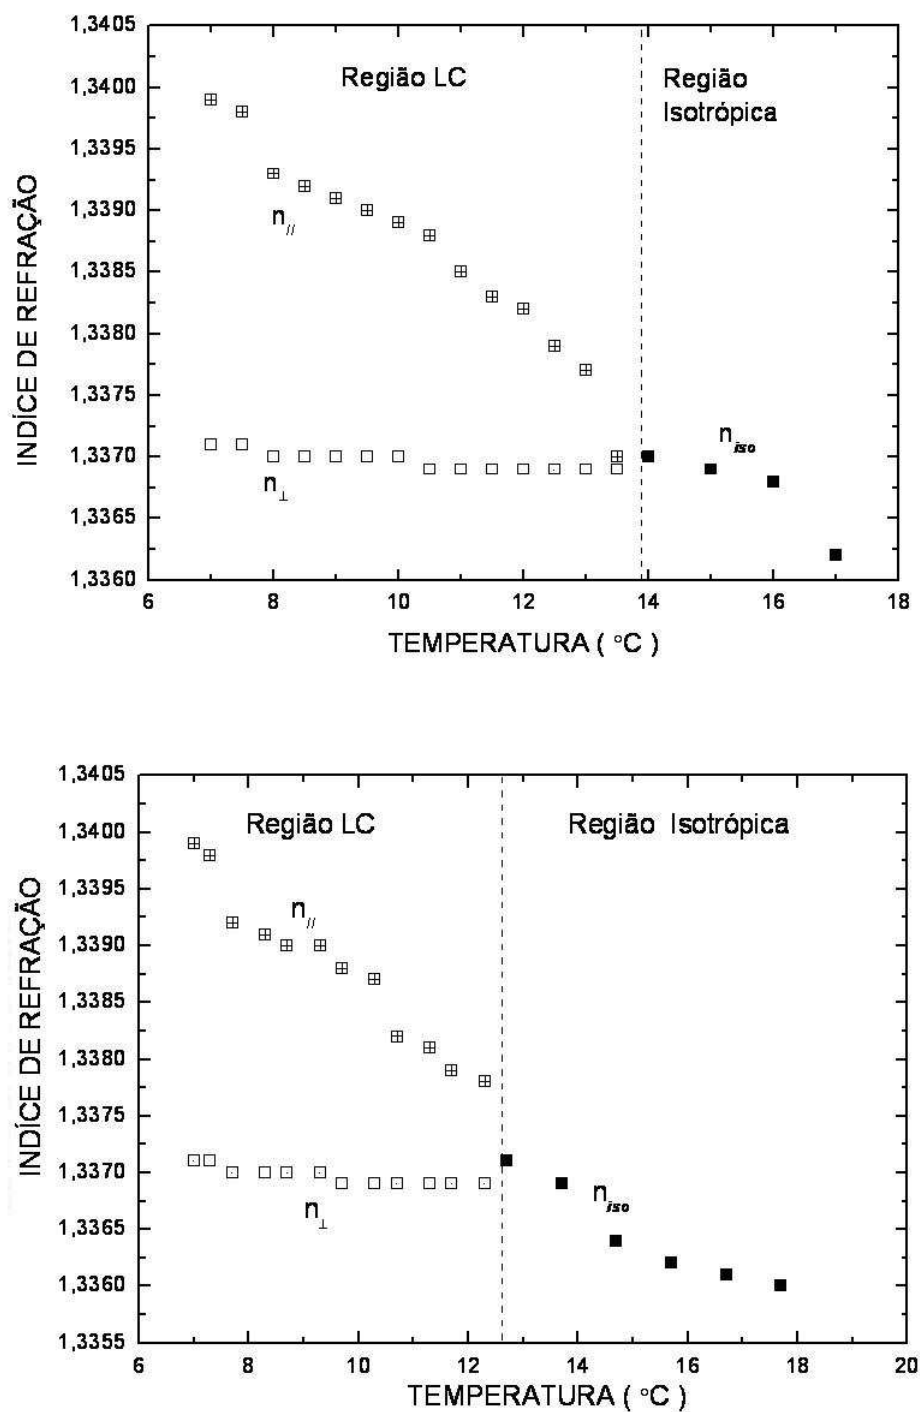 1,3405
1,3400
1,3395
1,3390
1,3385
1,3380
1,3375
1,3370
1,3365
1,3360
INDÍCE DE REFRAÇÃO
Região LC
Região
Isotrópica
n//
n⊥
niso
6 8 10 12 14 16 18
TEMPERATURA ( °C )
1,3405
1,3400
1,3395
1,3390
1,3385
1,3380
1,3375
1,3370
1,3365
1,3360
1,3355
INDÍCE DE REFRAÇÃO
Região LC
Região Isotrópica
n//
n⊥
niso
6 8 10 12 14 16 18 20
TEMPERATURA ( °C )